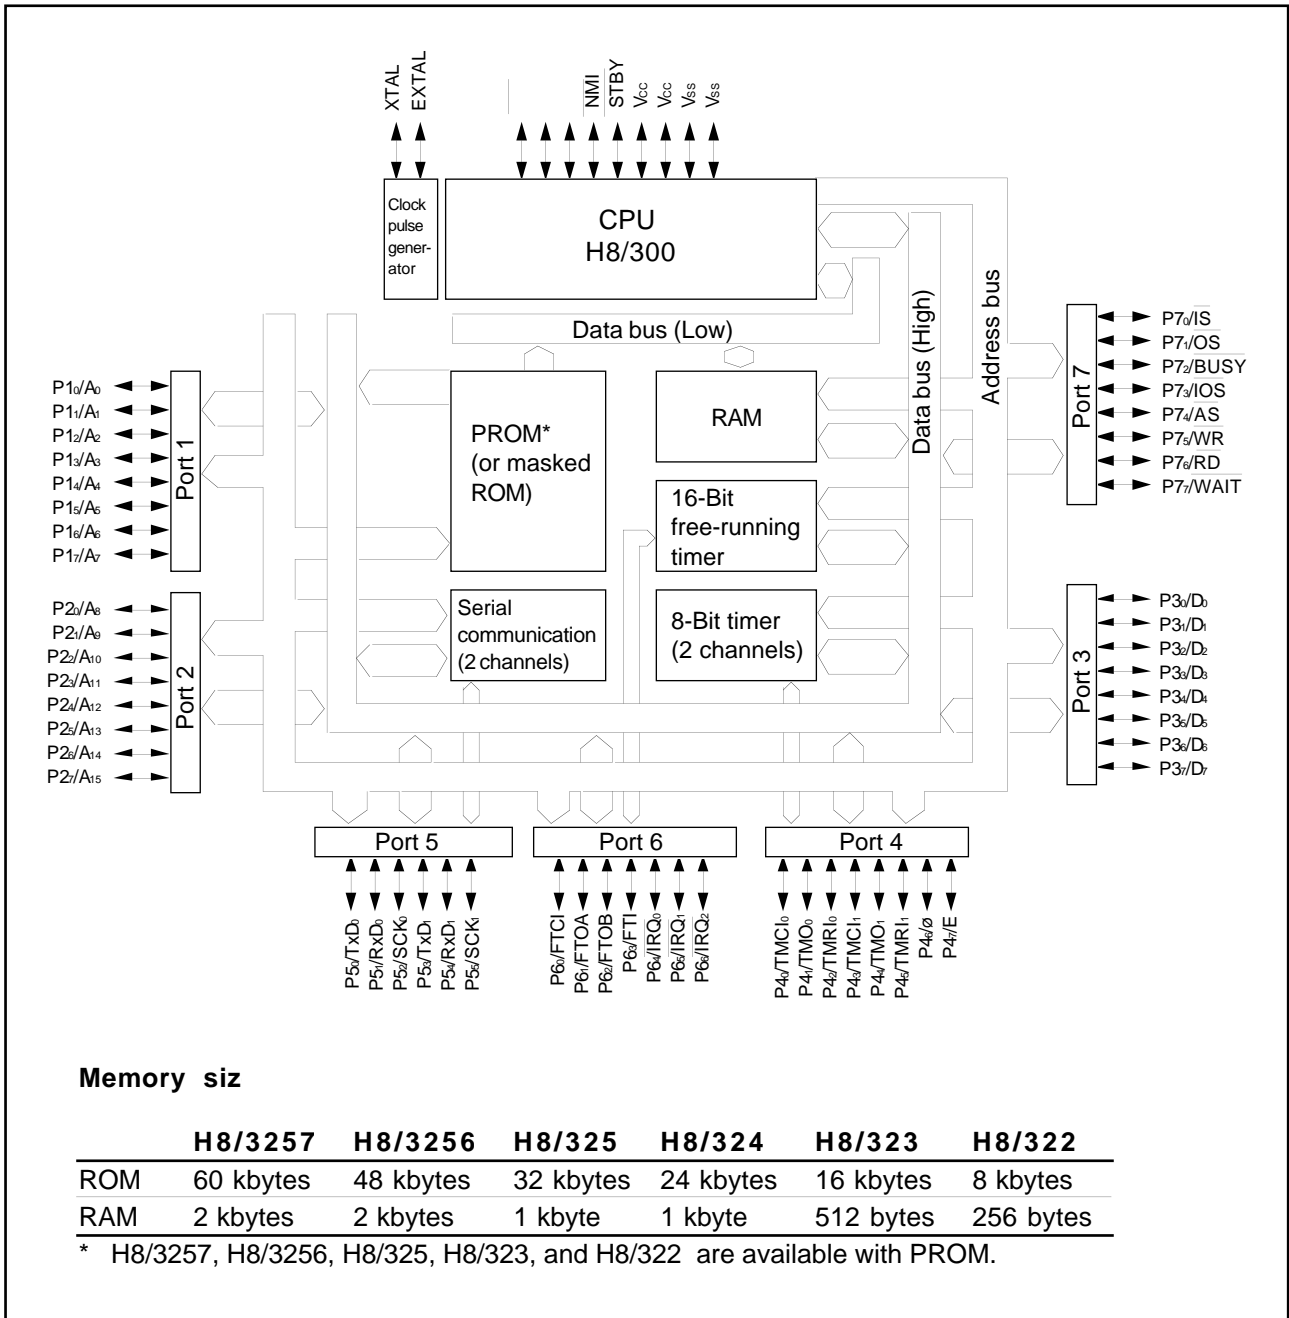 XTAL
EXTAL
NMI
STBY
Vcc
Vcc
Vss
Vss
Clock
pulse
gener-
ator
CPU
H8/300
Data bus (Low)
Data bus (High)
Address bus
PROM*
(or masked
ROM)
RAM
16-Bit
free-running
timer
Serial
communication
(2 channels)
8-Bit timer
(2 channels)
Port 1
P1₀/A₀
P1₁/A₁
P1₂/A₂
P1₃/A₃
P1₄/A₄
P1₅/A₅
P1₆/A₆
P1₇/A₇
Port 2
P2₀/A₈
P2₁/A₉
P2₂/A₁₀
P2₃/A₁₁
P2₄/A₁₂
P2₅/A₁₃
P2₆/A₁₄
P2₇/A₁₅
Port 7
P7₀/IS
P7₁/OS
P7₂/BUSY
P7₃/IOS
P7₄/AS
P7₅/WR
P7₆/RD
P7₇/WAIT
Port 3
P3₀/D₀
P3₁/D₁
P3₂/D₂
P3₃/D₃
P3₄/D₄
P3₅/D₅
P3₆/D₆
P3₇/D₇
Port 5
P5₀/TxD₀
P5₁/RxD₀
P5₂/SCK₀
P5₃/TxD₁
P5₄/RxD₁
P5₅/SCK₁
Port 6
P6₀/FTCI
P6₁/FTOA
P6₂/FTOB
P6₃/FTI
P6₄/IRQ₀
P6₅/IRQ₁
P6₆/IRQ₂
Port 4
P4₀/TMCI₀
P4₁/TMO₀
P4₂/TMRI₀
P4₃/TMCI₁
P4₄/TMO₁
P4₅/TMRI₁
P4₆/ø
P4₇/E
Memory siz
H8/3257 H8/3256 H8/325 H8/324 H8/323 H8/322
ROM 60 kbytes 48 kbytes 32 kbytes 24 kbytes 16 kbytes 8 kbytes
RAM 2 kbytes 2 kbytes 1 kbyte 1 kbyte 512 bytes 256 bytes
* H8/3257, H8/3256, H8/325, H8/323, and H8/322 are available with PROM.